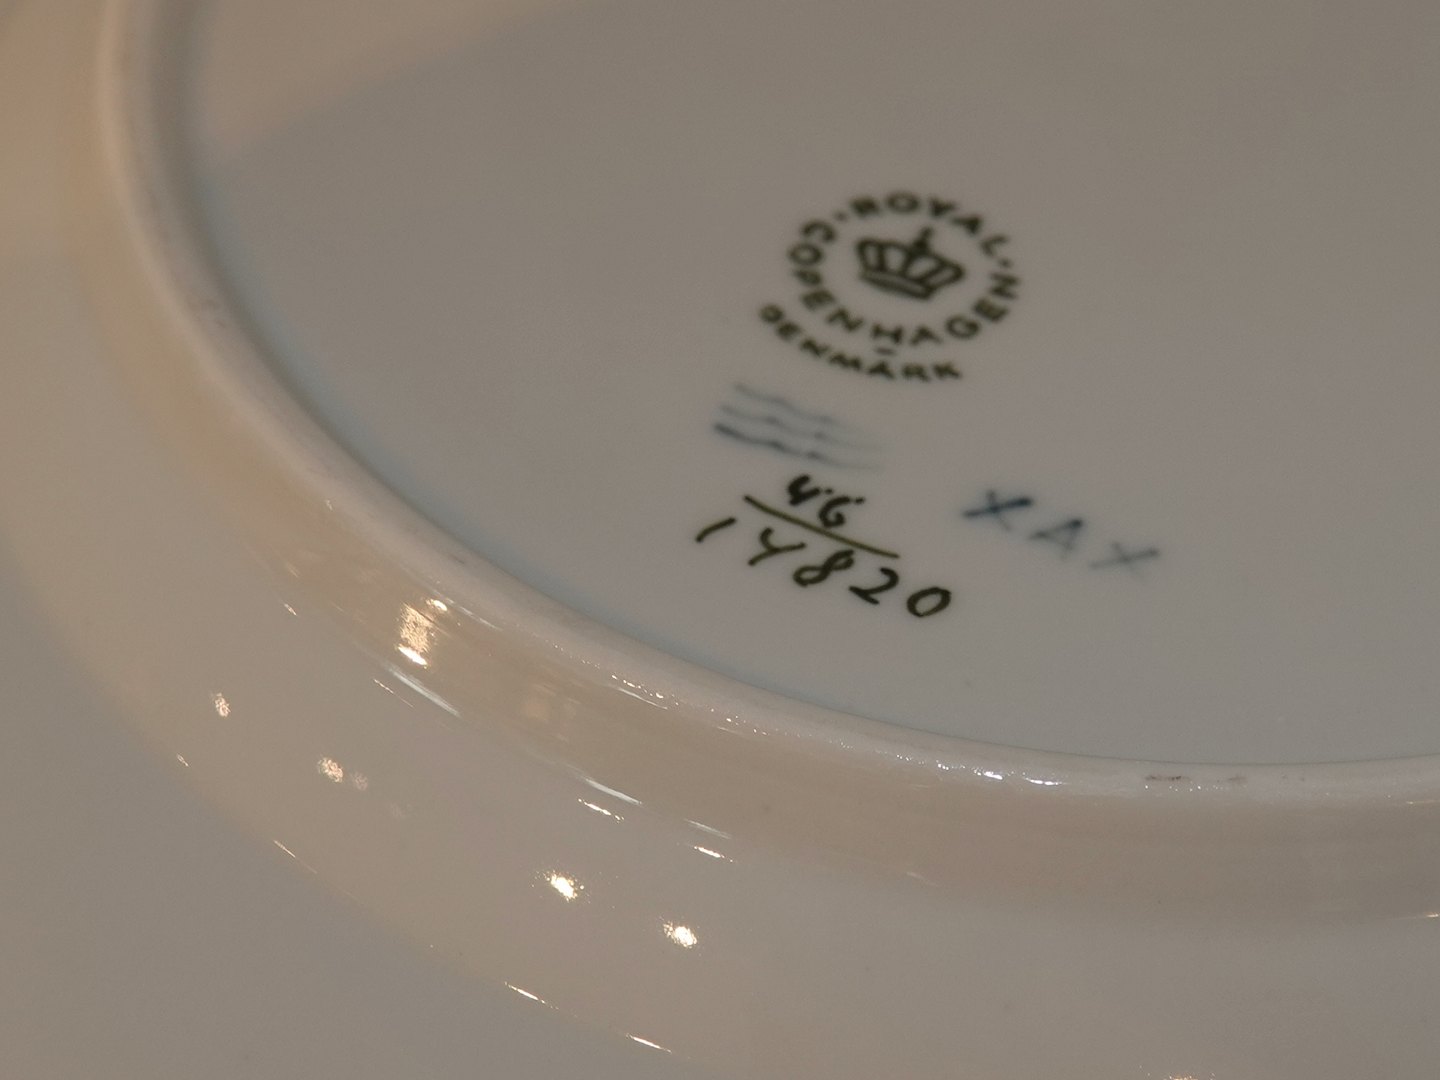 ROYAL
COPENHAGEN
DENMARK
46
14820
XAX